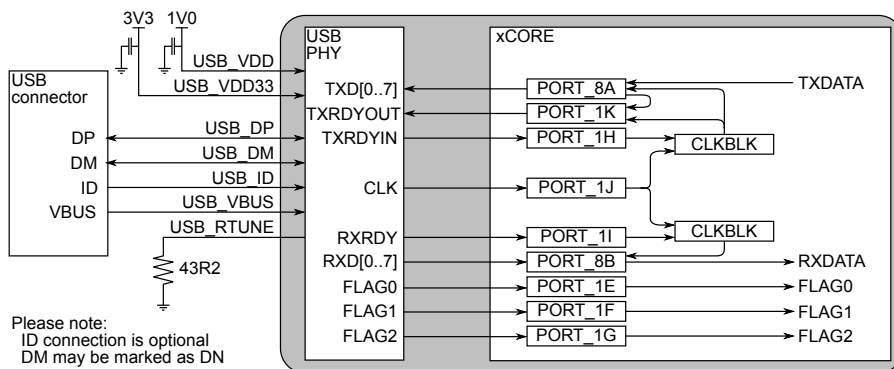 3V3 1V0
USB PHY
xCORE
USB_VDD
USB connector
USB_VDD33
TXD[0..7] PORT_8A TXDATA
TXRDYOUT PORT_1K
DP USB_DP TXRDYIN PORT_1H CLKBLK
DM USB_DM
ID USB_ID CLK PORT_1J
VBUS USB_VBUS
USB_RTUNE RXRDY PORT_1I CLKBLK
RXD[0..7] PORT_8B RXDATA
43R2
FLAG0 PORT_1E FLAG0
FLAG1 PORT_1F FLAG1
FLAG2 PORT_1G FLAG2
Please note:
ID connection is optional
DM may be marked as DN